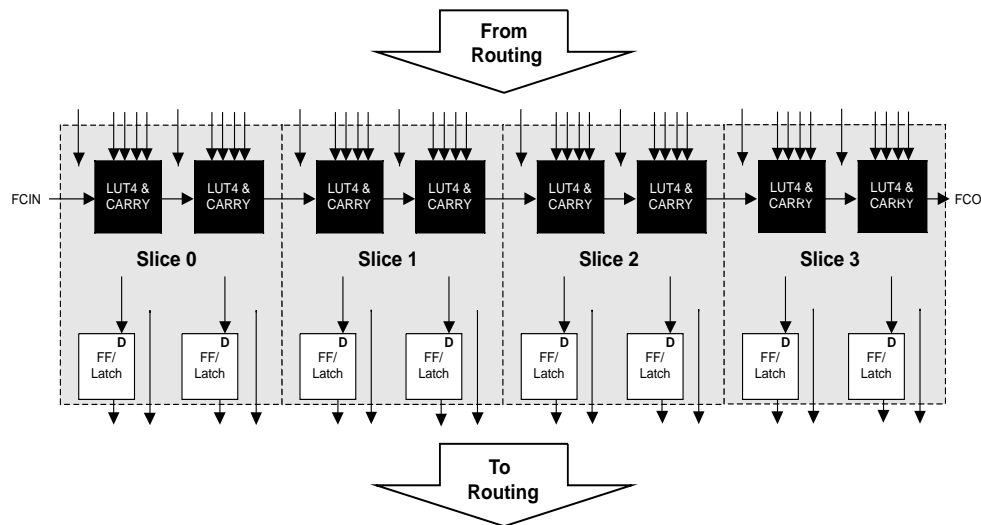 From
Routing
FCIN
LUT4 &
CARRY
LUT4 &
CARRY
LUT4 &
CARRY
LUT4 &
CARRY
LUT4 &
CARRY
LUT4 &
CARRY
LUT4 &
CARRY
LUT4 &
CARRY
FCO
Slice 0
Slice 1
Slice 2
Slice 3
D
FF/
Latch
D
FF/
Latch
D
FF/
Latch
D
FF/
Latch
D
FF/
Latch
D
FF/
Latch
D
FF/
Latch
D
FF/
Latch
To
Routing